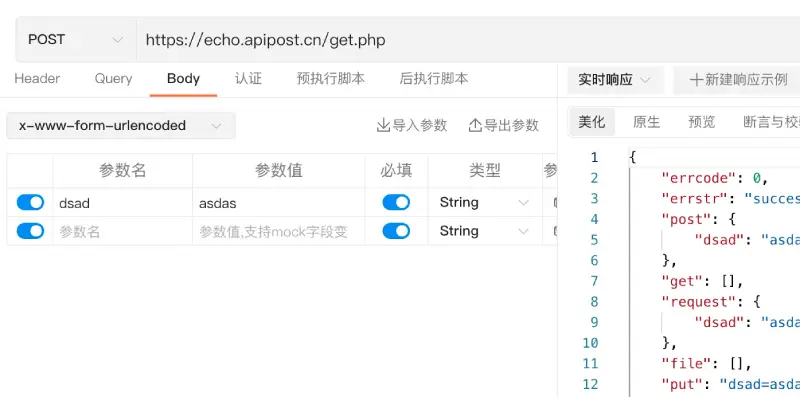 POST https://echo.apipost.cn/get.php
Header Query Body 认证 预执行脚本 后执行脚本
x-www-form-urlencoded 导入参数 导出参数
参数名 参数值 必填 类型 参
dsad asdas String
参数名 参数值,支持mock字段变 String
实时响应 新建响应示例
美化 原生 预览 断言与校
1 {
2 "errcode": 0,
3 "errstr": "succes
4 "post": {
5 "dsad": "asda
6 },
7 "get": [],
8 "request": {
9 "dsad": "asda
10 },
11 "file": [],
12 "put": "dsad=asda